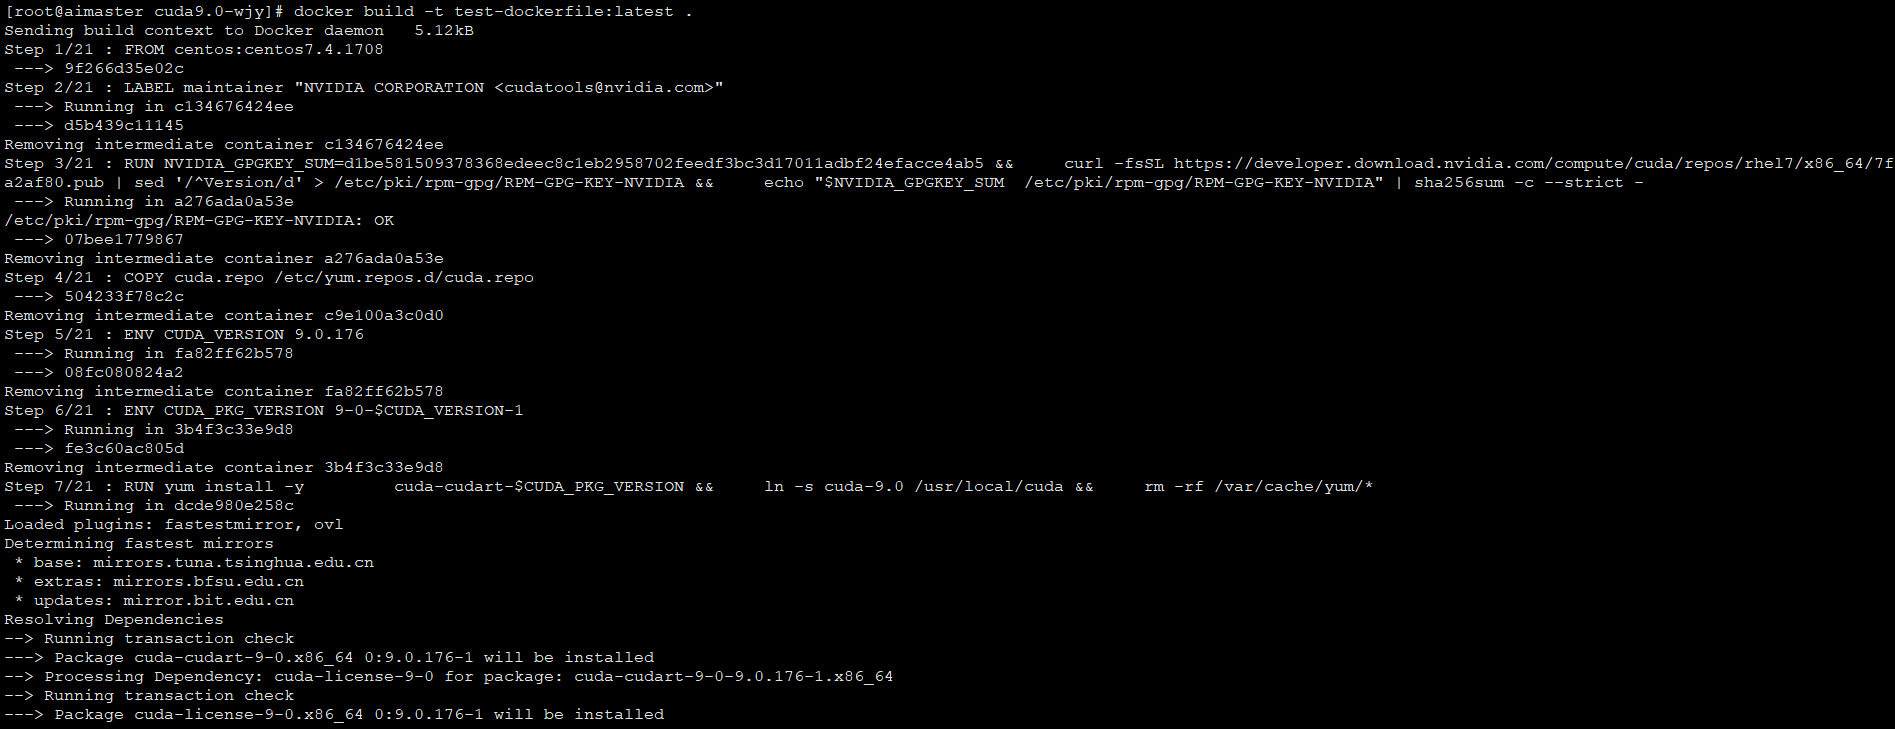 [root@aimaster cuda9.0-wjy]# docker build -t test-dockerfile:latest .
Sending build context to Docker daemon   5.12kB
Step 1/21 : FROM centos:centos7.4.1708
 ---> 9f266d35e02c
Step 2/21 : LABEL maintainer "NVIDIA CORPORATION <cudatools@nvidia.com>"
 ---> Running in c134676424ee
 ---> d5b439c11145
Removing intermediate container c134676424ee
Step 3/21 : RUN NVIDIA_GPGKEY_SUM=d1be581509378368edeec8c1eb2958702feedf3bc3d17011adbf24efacce4ab5 &&     curl -fsSL https://developer.download.nvidia.com/compute/cuda/repos/rhel7/x86_64/7f
a2af80.pub | sed '/^Version/d' > /etc/pki/rpm-gpg/RPM-GPG-KEY-NVIDIA &&     echo "$NVIDIA_GPGKEY_SUM  /etc/pki/rpm-gpg/RPM-GPG-KEY-NVIDIA" | sha256sum -c --strict -
 ---> Running in a276ada0a53e
/etc/pki/rpm-gpg/RPM-GPG-KEY-NVIDIA: OK
 ---> 07bee1779867
Removing intermediate container a276ada0a53e
Step 4/21 : COPY cuda.repo /etc/yum.repos.d/cuda.repo
 ---> 504233f78c2c
Removing intermediate container c9e100a3c0d0
Step 5/21 : ENV CUDA_VERSION 9.0.176
 ---> Running in fa82ff62b578
 ---> 08fc080824a2
Removing intermediate container fa82ff62b578
Step 6/21 : ENV CUDA_PKG_VERSION 9-0-$CUDA_VERSION-1
 ---> Running in 3b4f3c33e9d8
 ---> fe3c60ac805d
Removing intermediate container 3b4f3c33e9d8
Step 7/21 : RUN yum install -y         cuda-cudart-$CUDA_PKG_VERSION &&     ln -s cuda-9.0 /usr/local/cuda &&     rm -rf /var/cache/yum/*
 ---> Running in dcde980e258c
Loaded plugins: fastestmirror, ovl
Determining fastest mirrors
 * base: mirrors.tuna.tsinghua.edu.cn
 * extras: mirrors.bfsu.edu.cn
 * updates: mirror.bit.edu.cn
Resolving Dependencies
--> Running transaction check
---> Package cuda-cudart-9-0.x86_64 0:9.0.176-1 will be installed
--> Processing Dependency: cuda-license-9-0 for package: cuda-cudart-9-0-9.0.176-1.x86_64
--> Running transaction check
---> Package cuda-license-9-0.x86_64 0:9.0.176-1 will be installed